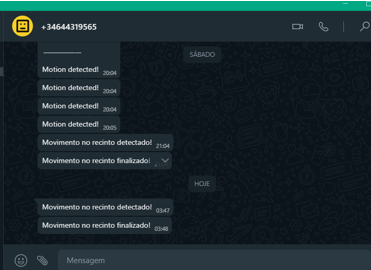 +34644319565
SÁBADO
Motion detected! 20:04
Motion detected! 20:04
Motion detected! 20:04
Motion detected! 20:05
Movimento no recinto detectado! 21:04
Movimento no recinto finalizado!
HOJE
Movimento no recinto detectado! 03:47
Movimento no recinto finalizado! 03:48
Mensagem